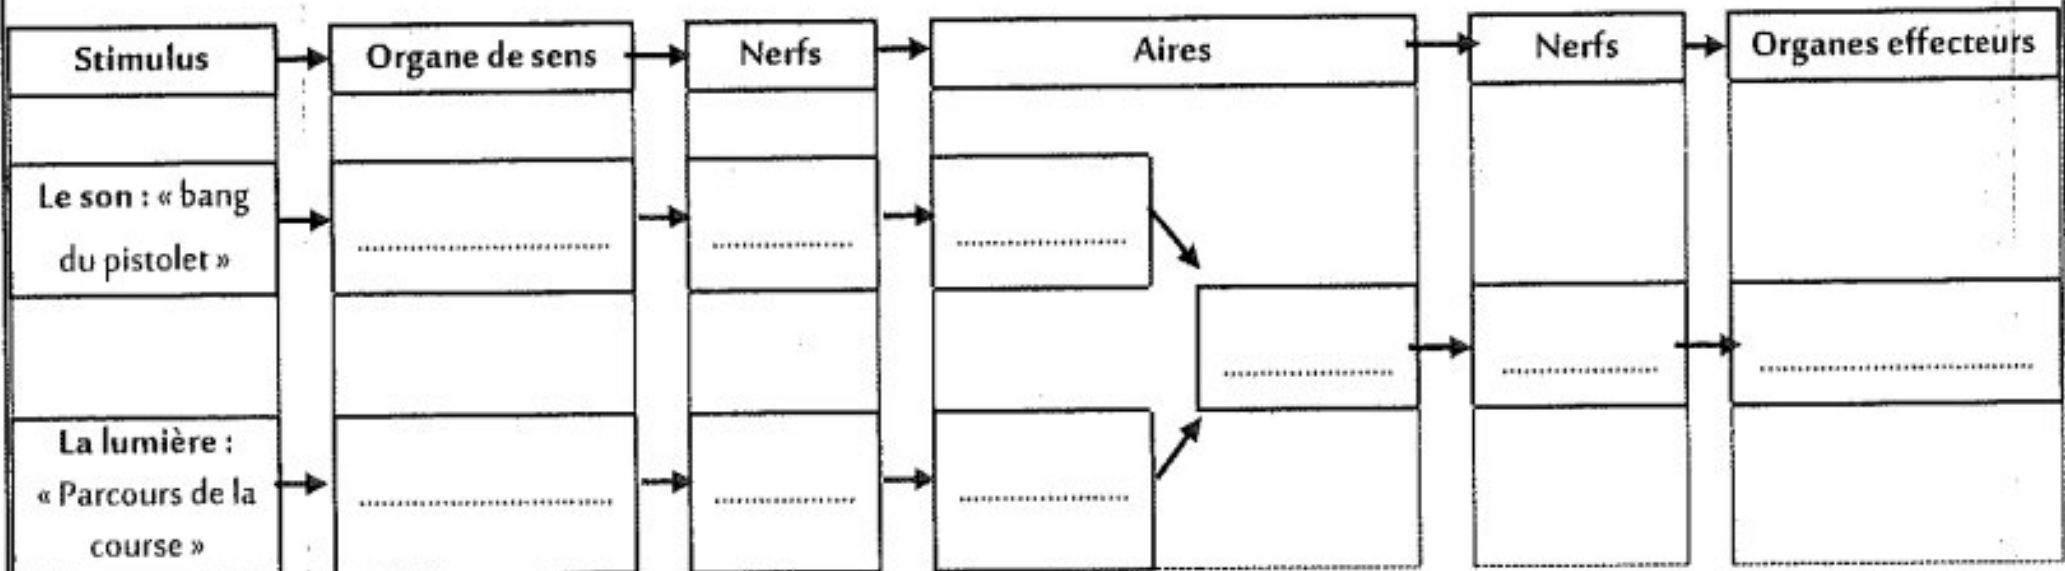 Stimulus
Organe de sens
Nerfs
Aires
Nerfs
Organes effecteurs
Le son : « bang
du pistolet »
....................
....................
....................
....................
....................
....................
La lumière :
« Parcours de la
course »
....................
....................
....................